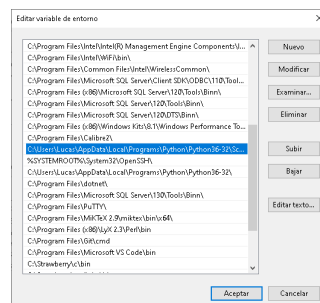 Editar variable de entorno
C:\Program Files\Intel\Intel(R) Management Engine Components\I...
C:\Program Files\Intel\WiFi\bin\
C:\Program Files\Common Files\Intel\WirelessCommon\
C:\Program Files\Microsoft SQL Server\Client SDK\ODBC\110\Tool...
C:\Program Files (x86)\Microsoft SQL Server\120\Tools\Binn\
C:\Program Files\Microsoft SQL Server\120\Tools\Binn\
C:\Program Files\Microsoft SQL Server\120\DTS\Binn\
C:\Program Files (x86)\Windows Kits\8.1\Windows Performance To...
C:\Program Files\Calibre2\
C:\Users\Lucas\AppData\Local\Programs\Python\Python36-32\Sc...
%SYSTEMROOT%\System32\OpenSSH\
C:\Users\Lucas\AppData\Local\Programs\Python\Python36-32\
C:\Program Files\dotnet\
C:\Program Files\Microsoft SQL Server\130\Tools\Binn\
C:\Program Files\PuTTY\
C:\Program Files\MiKTeX 2.9\miktex\bin\x64\
C:\Program Files (x86)\LyX 2.3\Perl\bin
C:\Program Files\Git\cmd
C:\Program Files\Microsoft VS Code\bin
C:\Strawberry\c\bin
Nuevo
Modificar
Examinar...
Eliminar
Subir
Bajar
Editar texto...
Aceptar
Cancelar